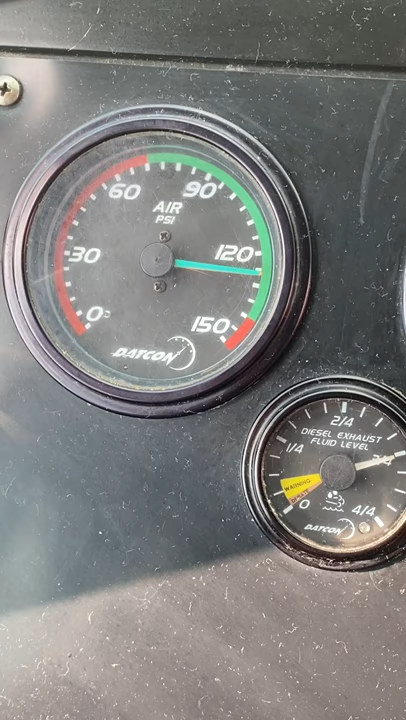 60
90
AIR
PSI
30
120
0
150
DATCON
2/4
DIESEL EXHAUST
FLUID LEVEL
1/4
WARNING
0
4/4
DATCON